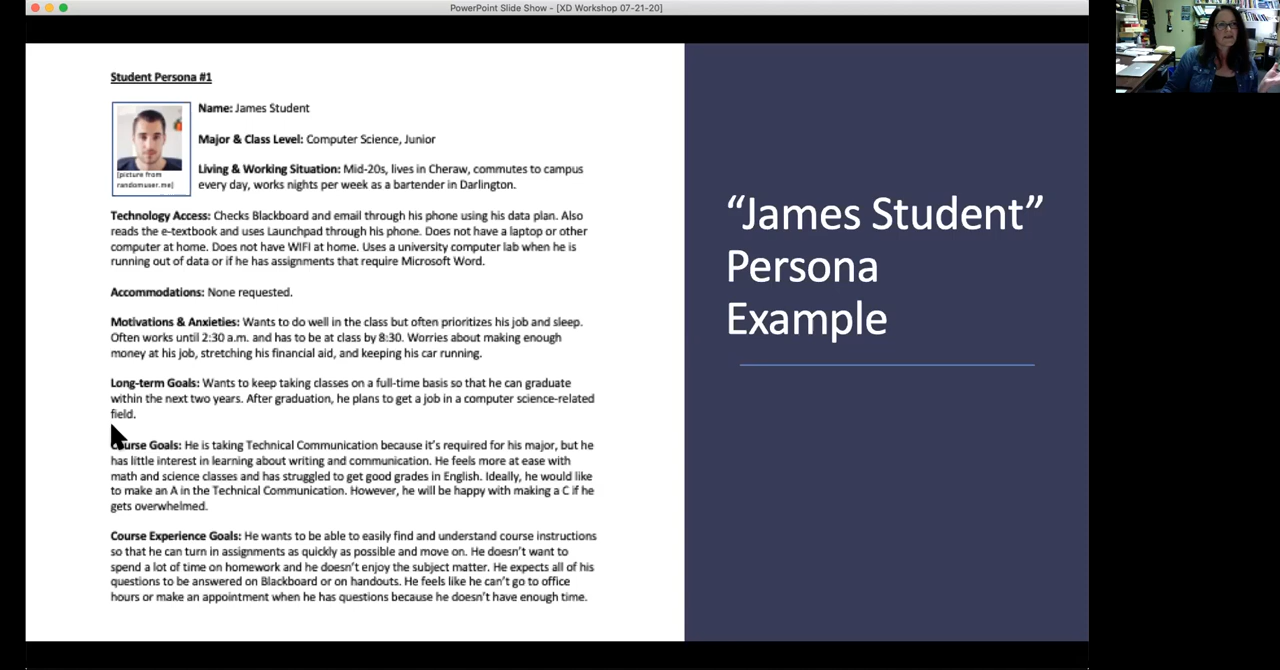 PowerPoint Slide Show - [XD Workshop 07-21-20]
Student Persona #1
Name: James Student
Major & Class Level: Computer Science, Junior
Living & Working Situation: Mid-20s, lives in Cheraw, commutes to campus
every day, works nights per week as a bartender in Darlington.
[picture from
randomuser.me]
Technology Access: Checks Blackboard and email through his phone using his data plan. Also
reads the e-textbook and uses Launchpad through his phone. Does not have a laptop or other
computer at home. Does not have WIFI at home. Uses a university computer lab when he is
running out of data or if he has assignments that require Microsoft Word.
Accommodations: None requested.
Motivations & Anxieties: Wants to do well in the class but often prioritizes his job and sleep.
Often works until 2:30 a.m. and has to be at class by 8:30. Worries about making enough
money at his job, stretching his financial aid, and keeping his car running.
Long-term Goals: Wants to keep taking classes on a full-time basis so that he can graduate
within the next two years. After graduation, he plans to get a job in a computer science-related
field.
Course Goals: He is taking Technical Communication because it's required for his major, but he
has little interest in learning about writing and communication. He feels more at ease with
math and science classes and has struggled to get good grades in English. Ideally, he would like
to make an A in the Technical Communication. However, he will be happy with making a C if he
gets overwhelmed.
Course Experience Goals: He wants to be able to easily find and understand course instructions
so that he can turn in assignments as quickly as possible and move on. He doesn't want to
spend a lot of time on homework and he doesn't enjoy the subject matter. He expects all of his
questions to be answered on Blackboard or on handouts. He feels like he can't go to office
hours or make an appointment when he has questions because he doesn't have enough time.
"James Student"
Persona
Example